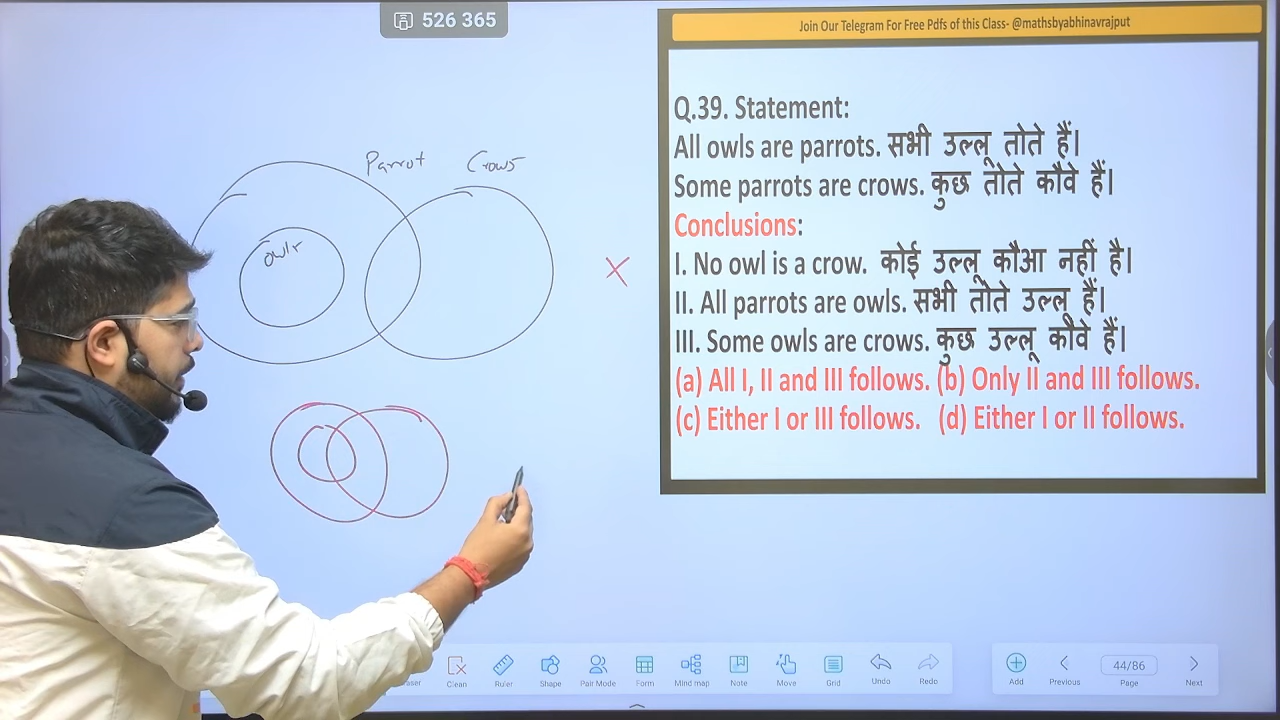 526 365
Join Our Telegram For Free Pdfs of this Class- @mathsbyabhinavrajput
Q.39. Statement:
All owls are parrots. सभी उल्लू तोते हैं।
Some parrots are crows. कुछ तोते कौवे हैं।
Conclusions:
I. No owl is a crow. कोई उल्लू कौआ नहीं है।
II. All parrots are owls. सभी तोते उल्लू हैं।
III. Some owls are crows. कुछ उल्लू कौवे हैं।
(a) All I, II and III follows. (b) Only II and III follows.
(c) Either I or III follows. (d) Either I or II follows.
Parrot Crows
owls
Clean Ruler Shape Pair Mode Form Mind map Note Move Grid Undo Redo
Add Previous 44/86 Page Next